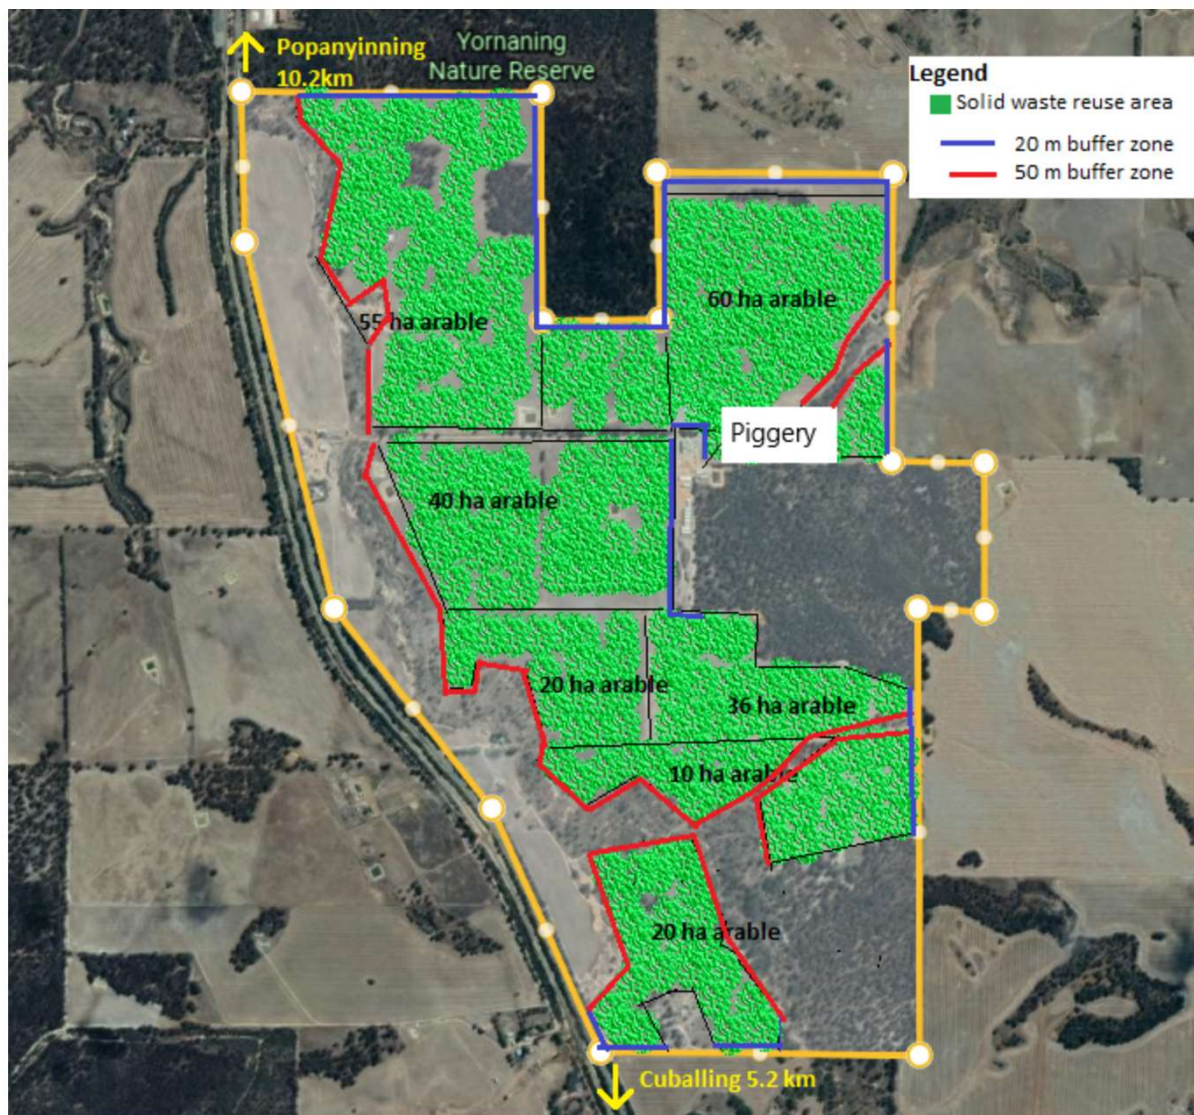 Popanyinning
10.2km
Yornaning
Nature Reserve
Legend
Solid waste reuse area
20 m buffer zone
50 m buffer zone
60 ha arable
55 ha arable
Piggery
40 ha arable
20 ha arable
36 ha arable
10 ha arable
20 ha arable
Cuballing 5.2 km